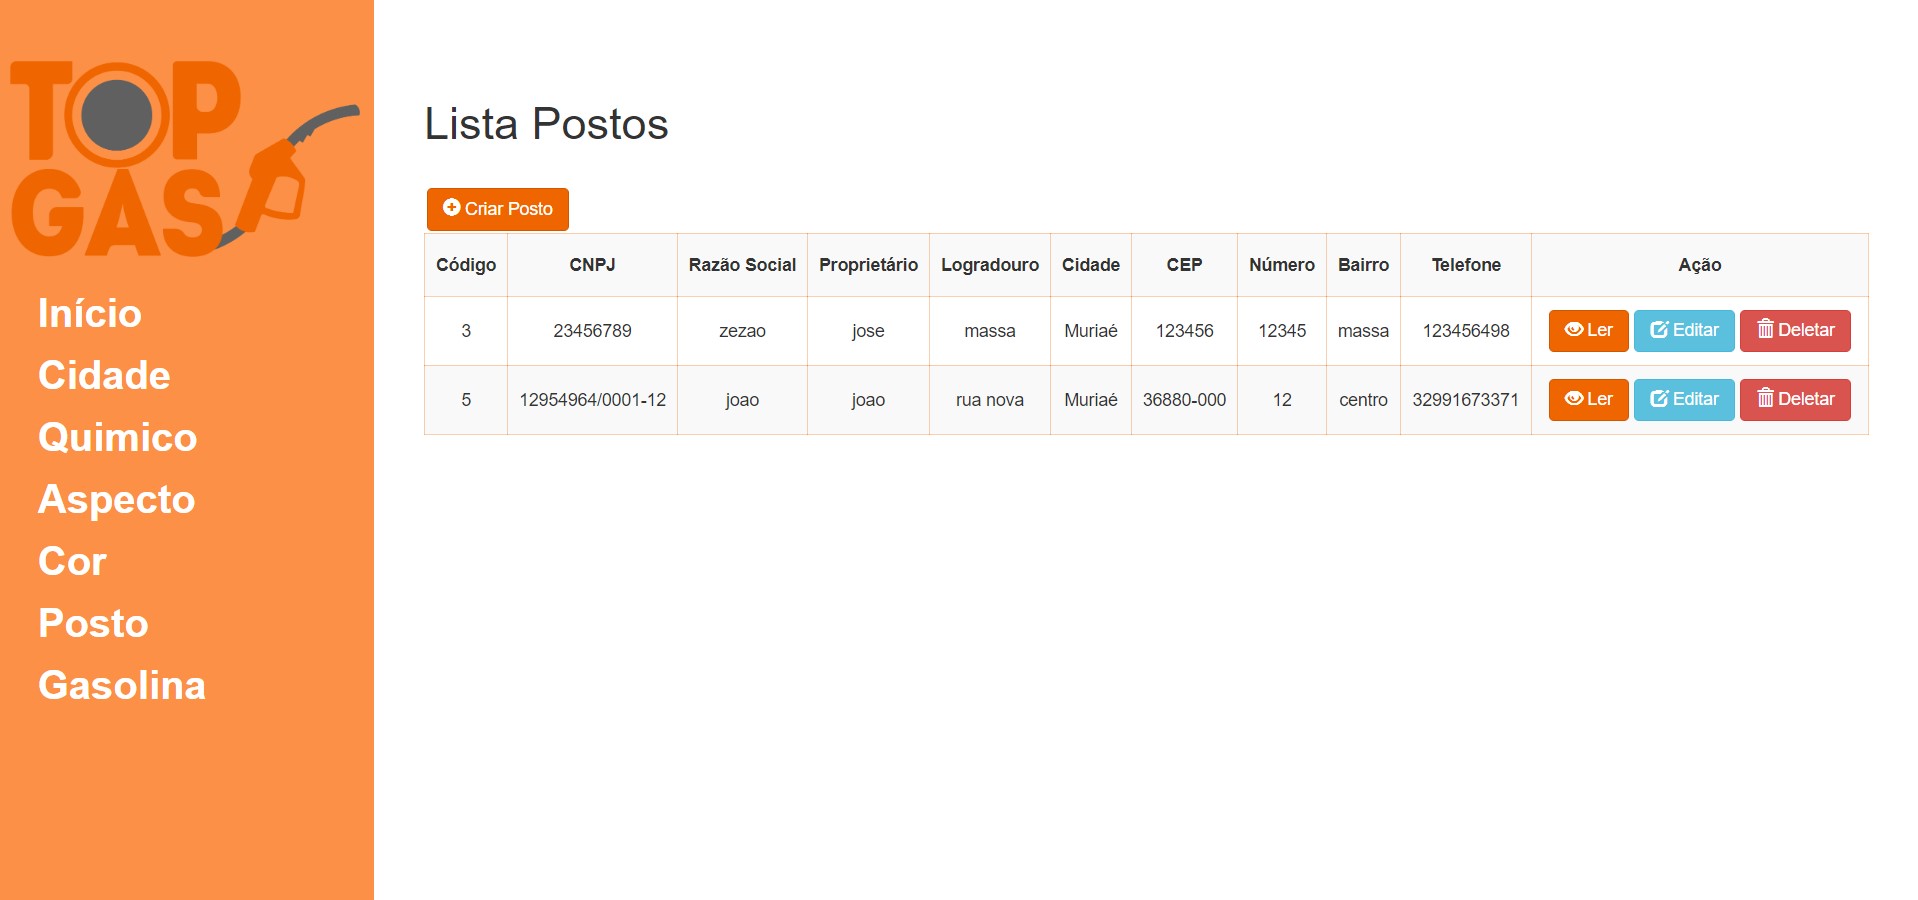 TOP
GAS
Início
Cidade
Quimico
Aspecto
Cor
Posto
Gasolina
Lista Postos
Criar Posto
Código CNPJ Razão Social Proprietário Logradouro Cidade CEP Número Bairro Telefone Ação
3 23456789 zezao jose massa Muriaé 123456 12345 massa 123456498 Ler Editar Deletar
5 12954964/0001-12 joao joao rua nova Muriaé 36880-000 12 centro 32991673371 Ler Editar Deletar